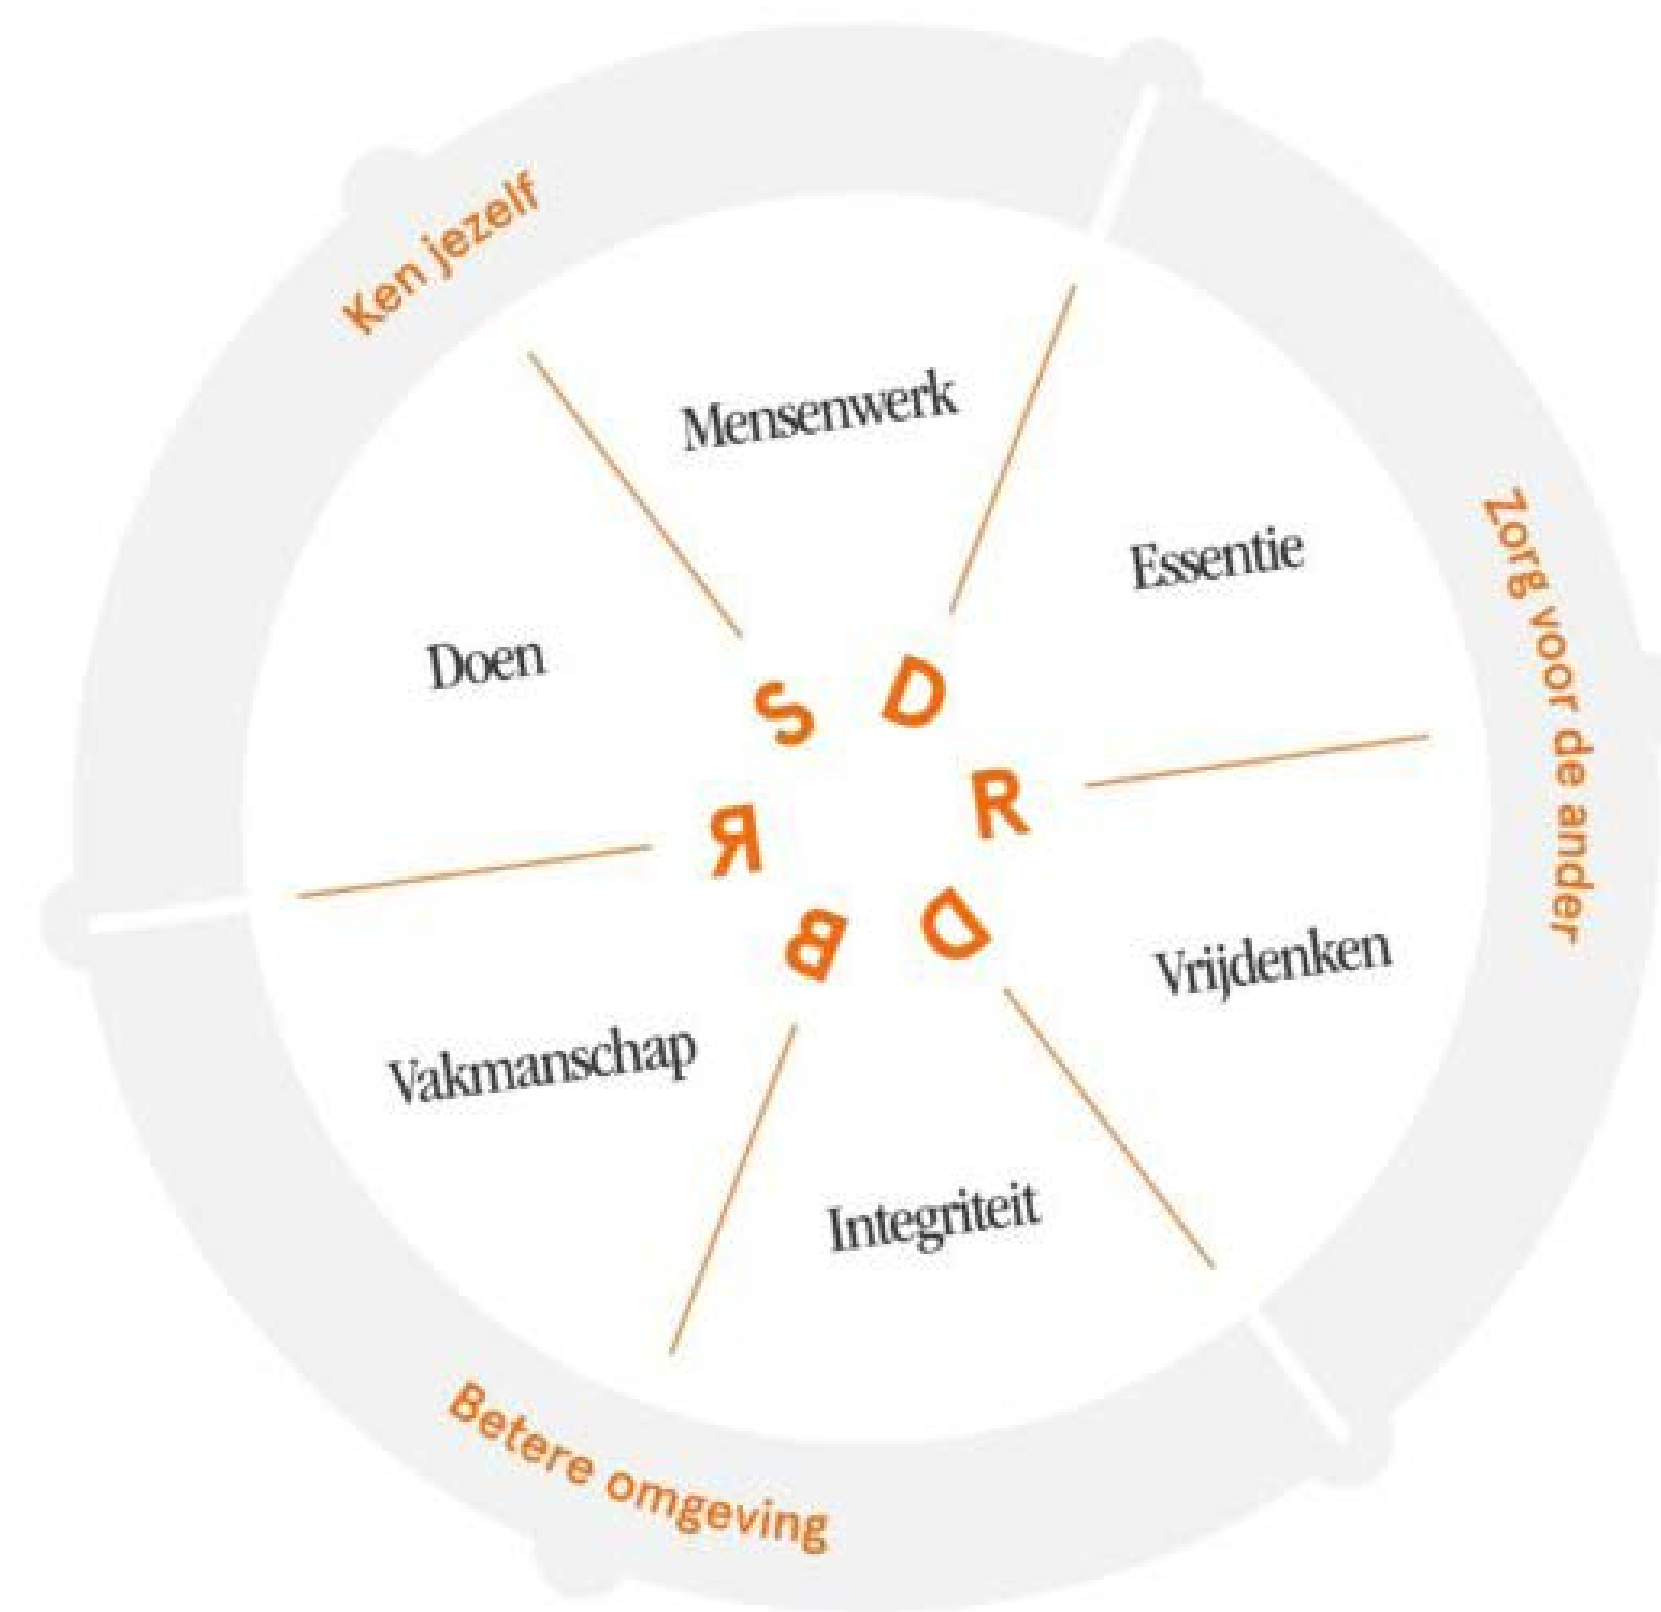 Ken jezelf
Mensenwerk
Essentie
Zorg voor de ander
Doen
S D
Я R
B D
Vrijdenken
Vakmanschap
Integriteit
Betere omgeving